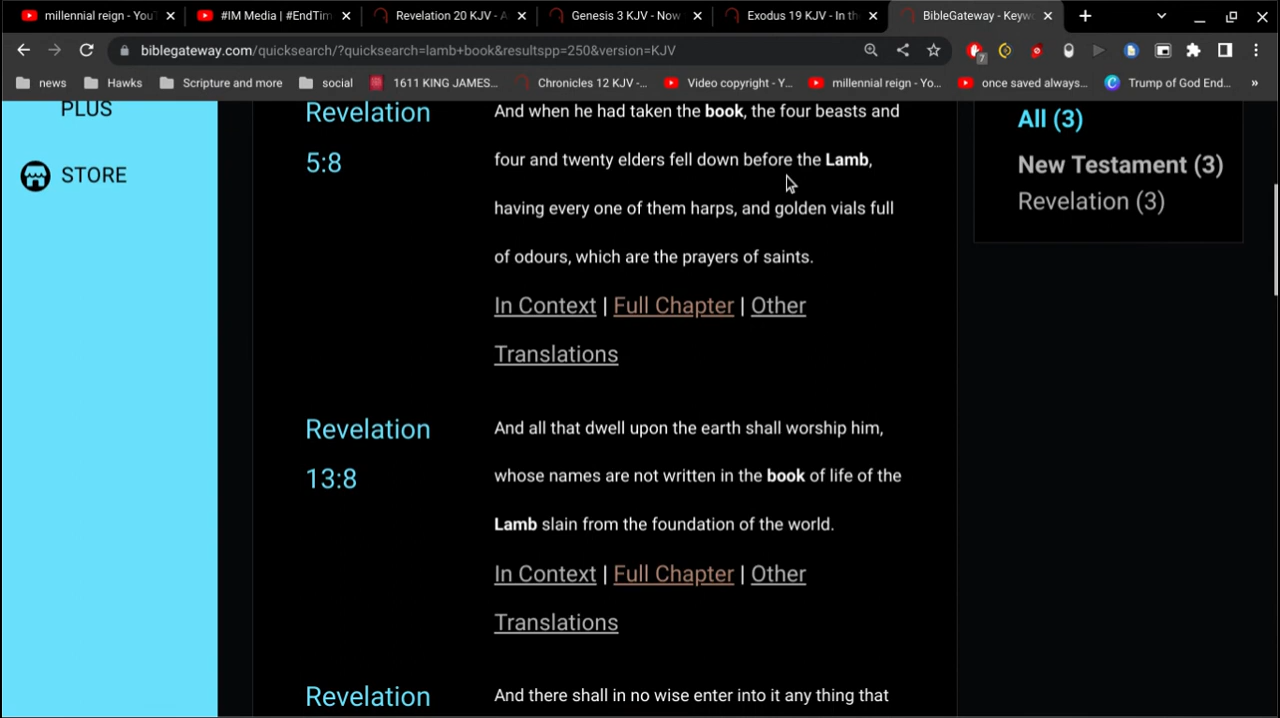 millennial reign - You
#IM Media | #EndTim
Revelation 20 KJV - A
Genesis 3 KJV - Now
Exodus 19 KJV - In th
BibleGateway - Keyw
biblegateway.com/quicksearch/?quicksearch=lamb+book&resultspp=250&version=KJV
7
news
Hawks
Scripture and more
social
1611 KING JAMES...
Chronicles 12 KJV -...
Video copyright - Y...
millennial reign - Yo...
once saved always...
Trump of God End...
»
PLUS
STORE
Revelation
5:8
And when he had taken the book, the four beasts and
four and twenty elders fell down before the Lamb,
having every one of them harps, and golden vials full
of odours, which are the prayers of saints.
In Context | Full Chapter | Other
Translations
Revelation
13:8
And all that dwell upon the earth shall worship him,
whose names are not written in the book of life of the
Lamb slain from the foundation of the world.
In Context | Full Chapter | Other
Translations
Revelation
And there shall in no wise enter into it any thing that
All (3)
New Testament (3)
Revelation (3)